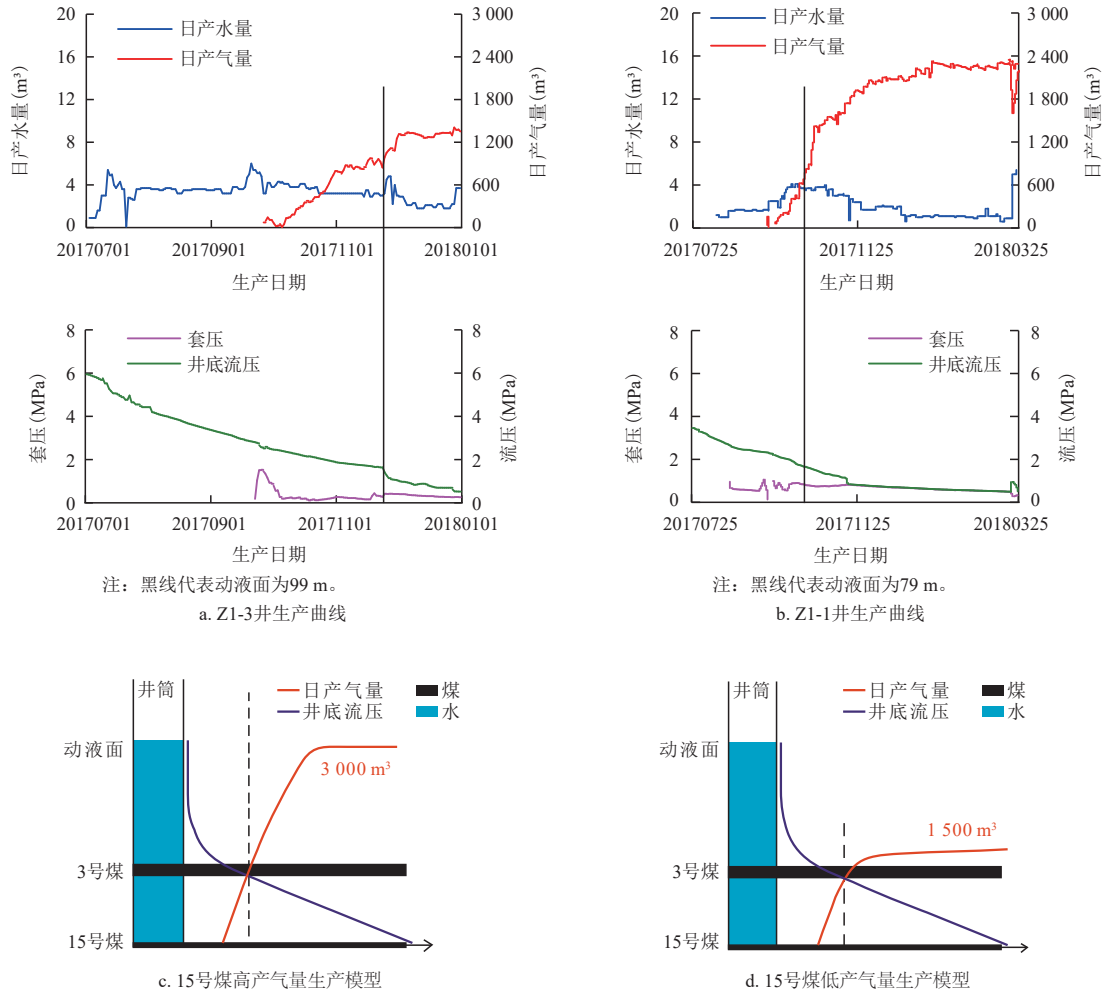 日产水量
日产气量
日产水量(m³)
20
16
12
8
4
0
3 000
2 400
1 800
1 200
600
0
日产气量(m³)
20170701
20170901
20171101
20180101
生产日期
套压
井底流压
套压(MPa)
8
6
4
2
0
8
6
4
2
0
流压(MPa)
20170701
20170901
20171101
20180101
生产日期
注：黑线代表动液面为99 m。
a. Z1-3井生产曲线
日产水量
日产气量
日产水量(m³)
20
16
12
8
4
0
3 000
2 400
1 800
1 200
600
0
日产气量(m³)
20170725
20171125
20180325
生产日期
套压
井底流压
套压(MPa)
8
6
4
2
0
8
6
4
2
0
流压(MPa)
20170725
20171125
20180325
生产日期
注：黑线代表动液面为79 m。
b. Z1-1井生产曲线
井筒
日产气量
井底流压
煤
水
动液面
3 000 m³
3号煤
15号煤
c. 15号煤高产气量生产模型
井筒
日产气量
井底流压
煤
水
动液面
1 500 m³
3号煤
15号煤
d. 15号煤低产气量生产模型